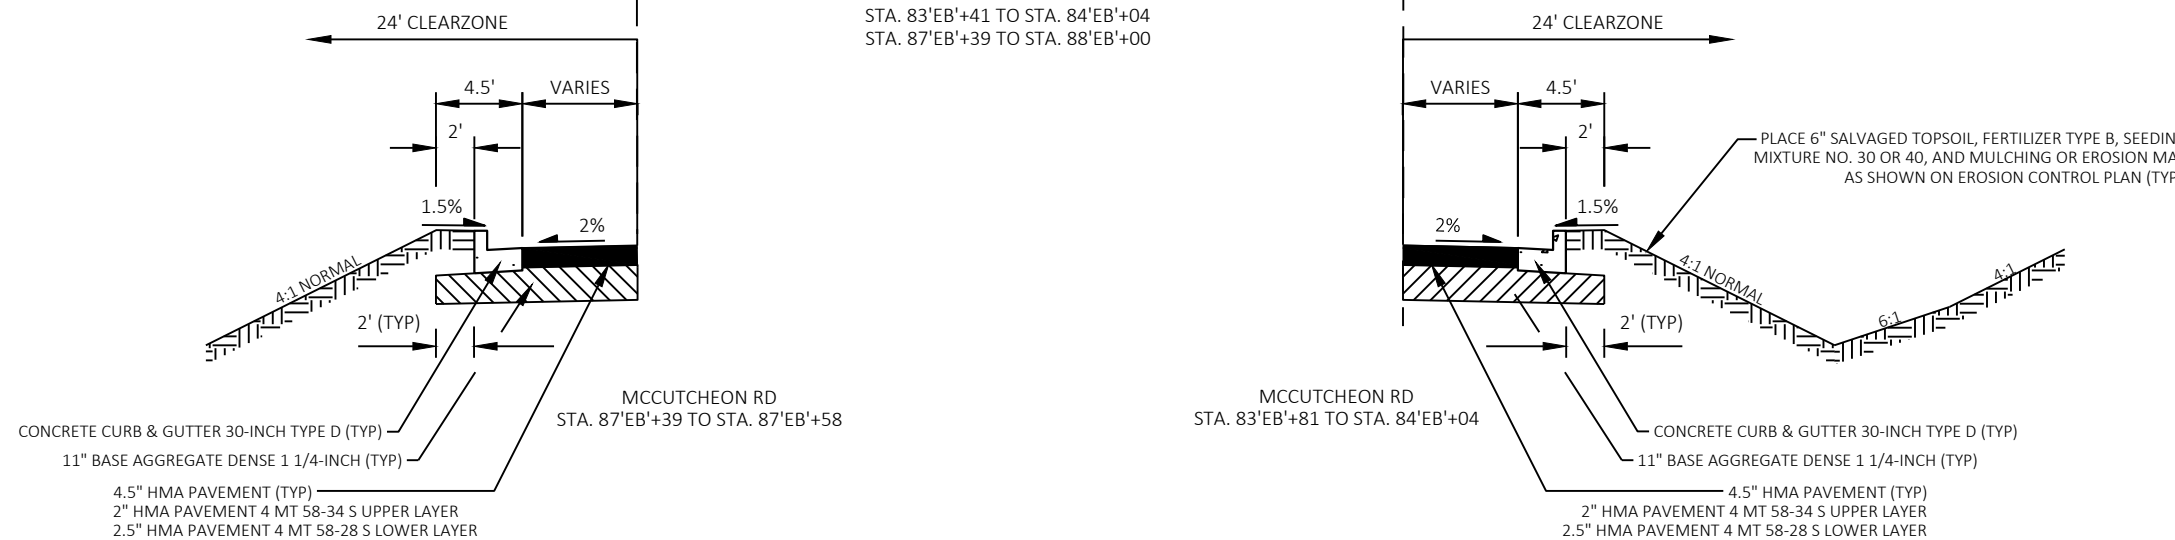 STA. 83'EB'+41 TO STA. 84'EB'+04
STA. 87'EB'+39 TO STA. 88'EB'+00
24' CLEARZONE
4.5'
VARIES
2'
1.5%
2%
4:1 NORMAL
2' (TYP)
MCCUTCHEON RD
STA. 87'EB'+39 TO STA. 87'EB'+58
CONCRETE CURB & GUTTER 30-INCH TYPE D (TYP)
11" BASE AGGREGATE DENSE 1 1/4-INCH (TYP)
4.5" HMA PAVEMENT (TYP)
2" HMA PAVEMENT 4 MT 58-34 S UPPER LAYER
2.5" HMA PAVEMENT 4 MT 58-28 S LOWER LAYER
24' CLEARZONE
VARIES
4.5'
2'
PLACE 6" SALVAGED TOPSOIL, FERTILIZER TYPE B, SEEDIN
MIXTURE NO. 30 OR 40, AND MULCHING OR EROSION MA
AS SHOWN ON EROSION CONTROL PLAN (TYP
2%
1.5%
4:1 NORMAL
6:1
4:1
2' (TYP)
MCCUTCHEON RD
STA. 83'EB'+81 TO STA. 84'EB'+04
CONCRETE CURB & GUTTER 30-INCH TYPE D (TYP)
11" BASE AGGREGATE DENSE 1 1/4-INCH (TYP)
4.5" HMA PAVEMENT (TYP)
2" HMA PAVEMENT 4 MT 58-34 S UPPER LAYER
2.5" HMA PAVEMENT 4 MT 58-28 S LOWER LAYER